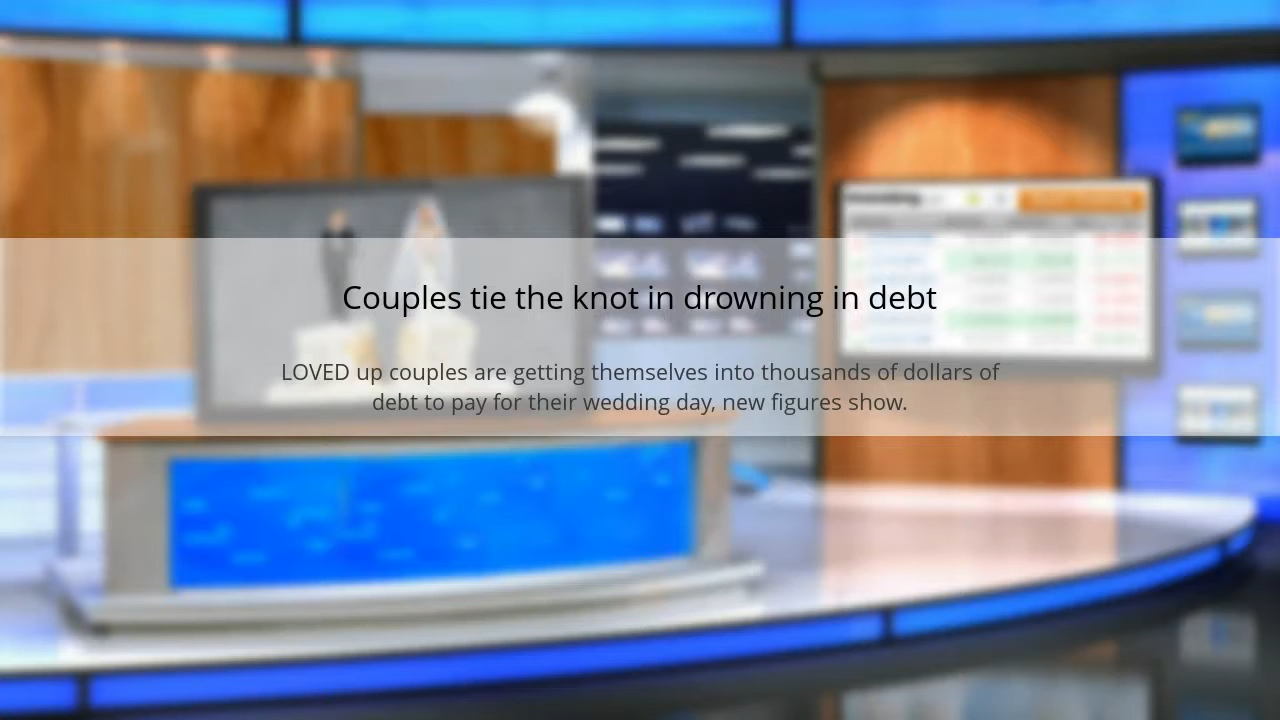 Couples tie the knot in drowning in debt
LOVED up couples are getting themselves into thousands of dollars of
debt to pay for their wedding day, new figures show.